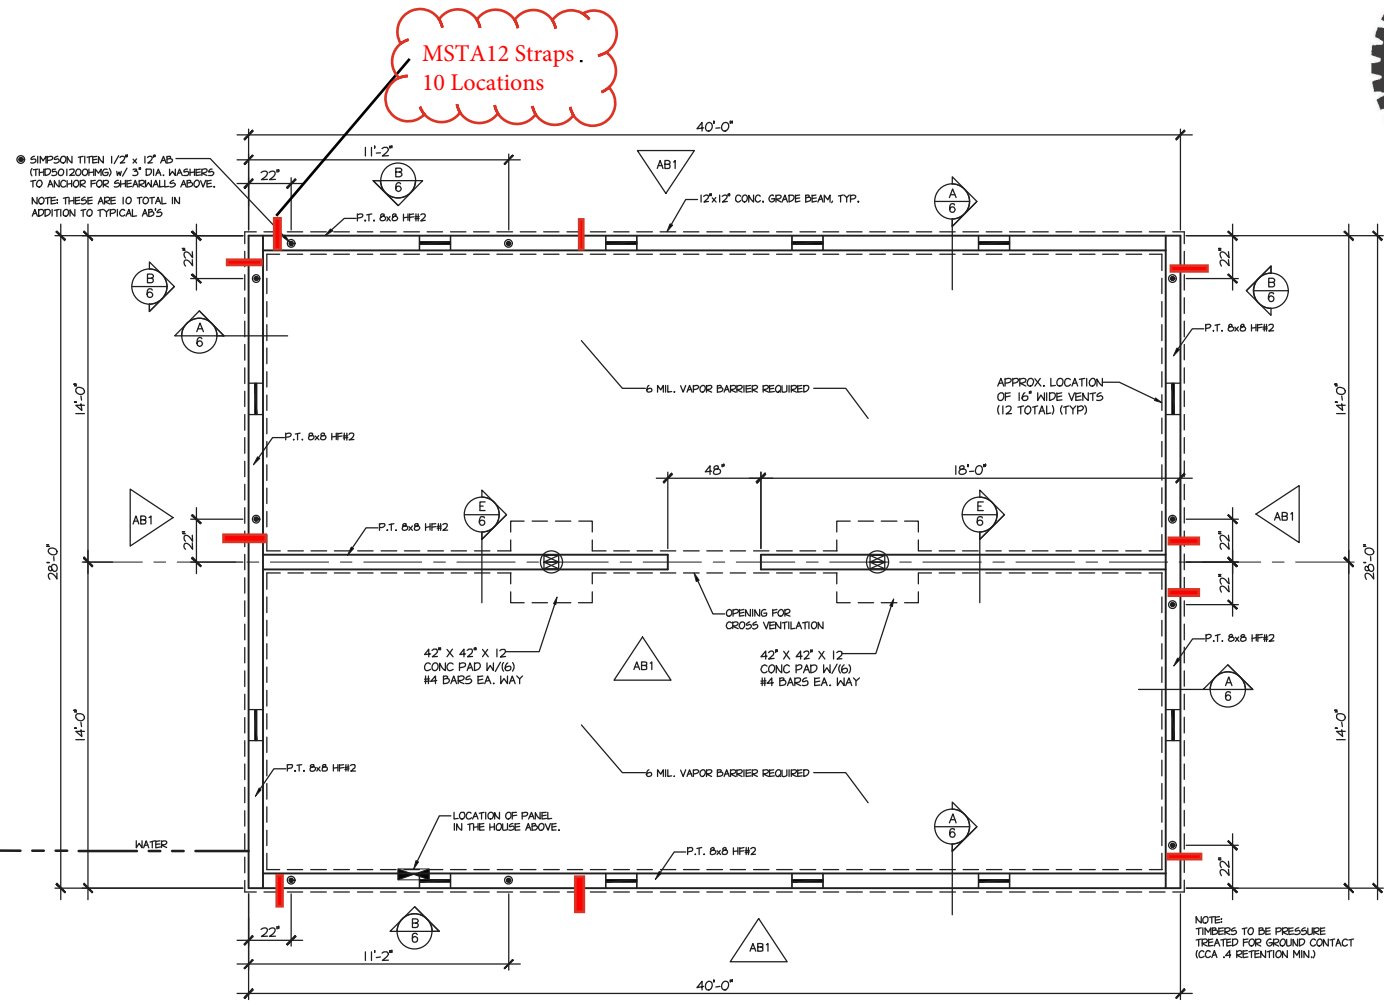 MSTA12 Straps .
10 Locations
40'-0"
11'-2"
22"
SIMPSON TITEN 1/2" x 12" AB
(THD501200HMG) w/ 3" DIA. WASHERS
TO ANCHOR FOR SHEARWALLS ABOVE.
NOTE: THESE ARE 10 TOTAL IN
ADDITION TO TYPICAL AB'S
B
6
AB1
A
6
P.T. 8x8 HF#2
12"x12" CONC. GRADE BEAM, TYP.
22"
22"
B
6
B
6
A
6
P.T. 8x8 HF#2
6 MIL. VAPOR BARRIER REQUIRED
APPROX. LOCATION
OF 16" WIDE VENTS
(12 TOTAL) (TYP)
14'-0"
14'-0"
P.T. 8x8 HF#2
48"
18'-0"
AB1
E
6
E
6
AB1
P.T. 8x8 HF#2
22"
22"
28'-0"
28'-0"
22"
OPENING FOR
CROSS VENTILATION
42" X 42" X 12
CONC PAD W/(6)
#4 BARS EA. WAY
AB1
42" X 42" X 12
CONC PAD W/(6)
#4 BARS EA. WAY
P.T. 8x8 HF#2
A
6
14'-0"
14'-0"
P.T. 8x8 HF#2
6 MIL. VAPOR BARRIER REQUIRED
LOCATION OF PANEL
IN THE HOUSE ABOVE.
A
6
WATER
P.T. 8x8 HF#2
22"
22"
B
6
AB1
NOTE:
TIMBERS TO BE PRESSURE
TREATED FOR GROUND CONTACT
(CCA .4 RETENTION MIN.)
11'-2"
40'-0"